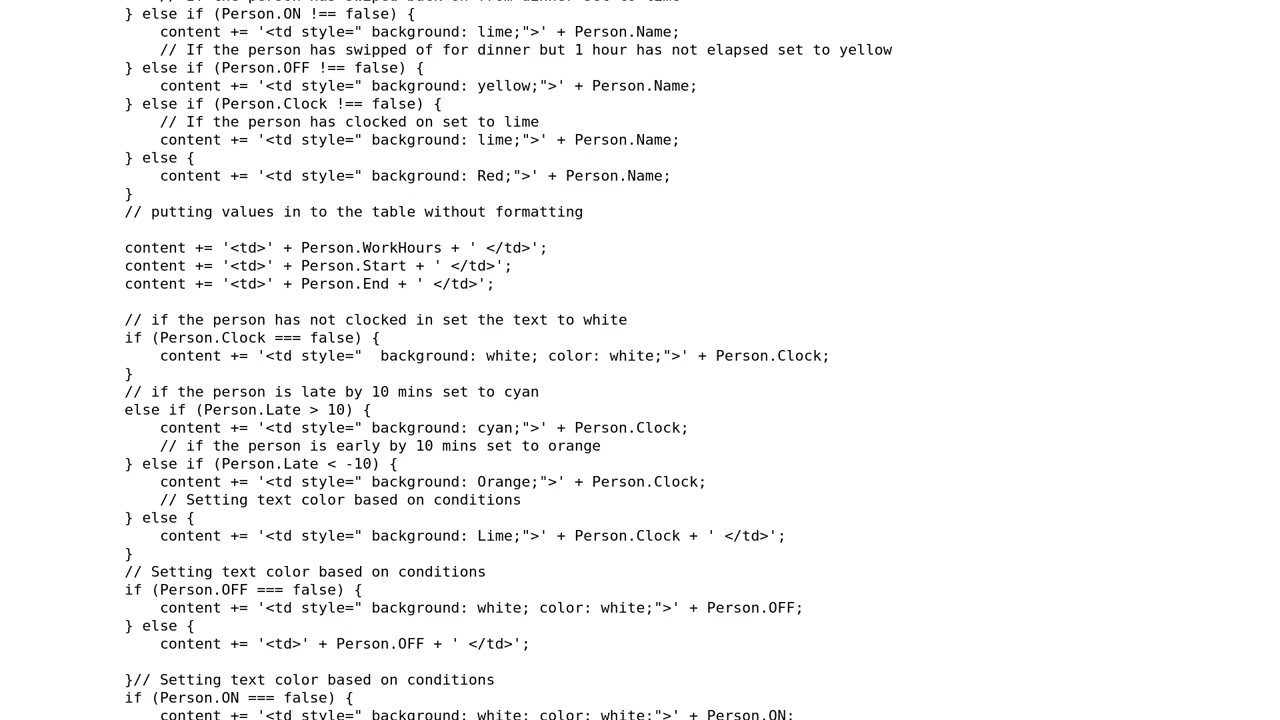 } else if (Person.ON !== false) {
content += '<td style=" background: lime;">' + Person.Name;
// If the person has swipped of for dinner but 1 hour has not elapsed set to yellow
} else if (Person.OFF !== false) {
content += '<td style=" background: yellow;">' + Person.Name;
} else if (Person.Clock !== false) {
// If the person has clocked on set to lime
content += '<td style=" background: lime;">' + Person.Name;
} else {
content += '<td style=" background: Red;">' + Person.Name;
}
// putting values in to the table without formatting
content += '<td>' + Person.WorkHours + ' </td>';
content += '<td>' + Person.Start + ' </td>';
content += '<td>' + Person.End + ' </td>';
// if the person has not clocked in set the text to white
if (Person.Clock === false) {
content += '<td style="  background: white; color: white;">' + Person.Clock;
}
// if the person is late by 10 mins set to cyan
else if (Person.Late > 10) {
content += '<td style=" background: cyan;">' + Person.Clock;
// if the person is early by 10 mins set to orange
} else if (Person.Late < -10) {
content += '<td style=" background: Orange;">' + Person.Clock;
// Setting text color based on conditions
} else {
content += '<td style=" background: Lime;">' + Person.Clock + ' </td>';
}
// Setting text color based on conditions
if (Person.OFF === false) {
content += '<td style=" background: white; color: white;">' + Person.OFF;
} else {
content += '<td>' + Person.OFF + ' </td>';
}// Setting text color based on conditions
if (Person.ON === false) {
content += '<td style=" background: white; color: white;">' + Person.ON;